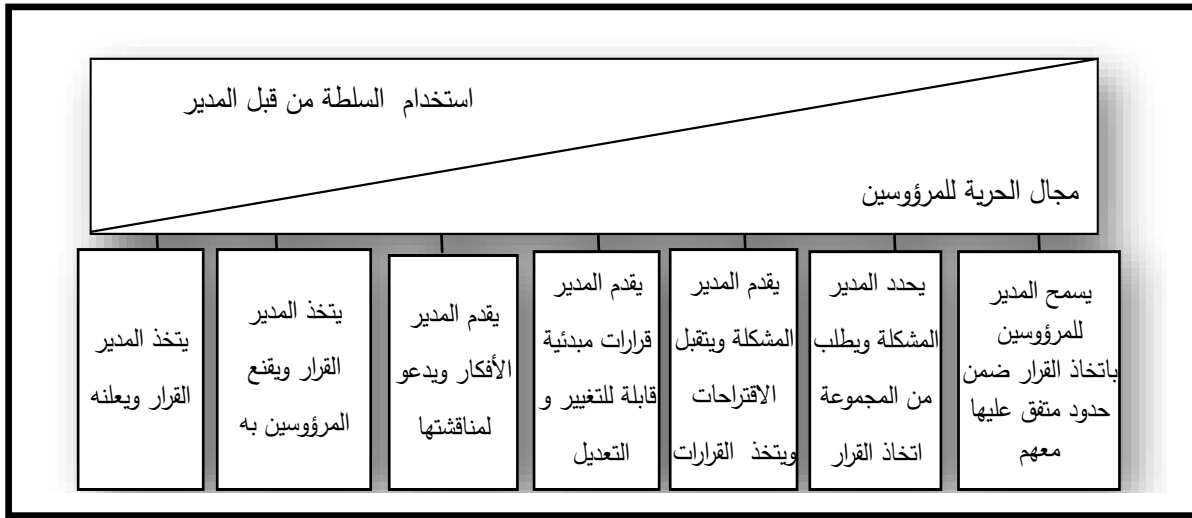 استخدام السلطة من قبل المدير
مجال الحرية للمرؤوسين
يسمح المدير
للمرؤوسين
باتخاذ القرار ضمن
حدود متفق عليها
معهم
يحدد المدير
المشكلة ويطلب
من المجموعة
اتخاذ القرار
يقدم المدير
المشكلة ويتقبل
الاقتراحات
ويتخذ القرارات
يقدم المدير
قرارات مبدئية
قابلة للتغيير و
التعديل
يقدم المدير
الأفكار ويدعو
لمناقشتها
يتخذ المدير
القرار ويقنع
المرؤوسين به
يتخذ المدير
القرار ويعلنه